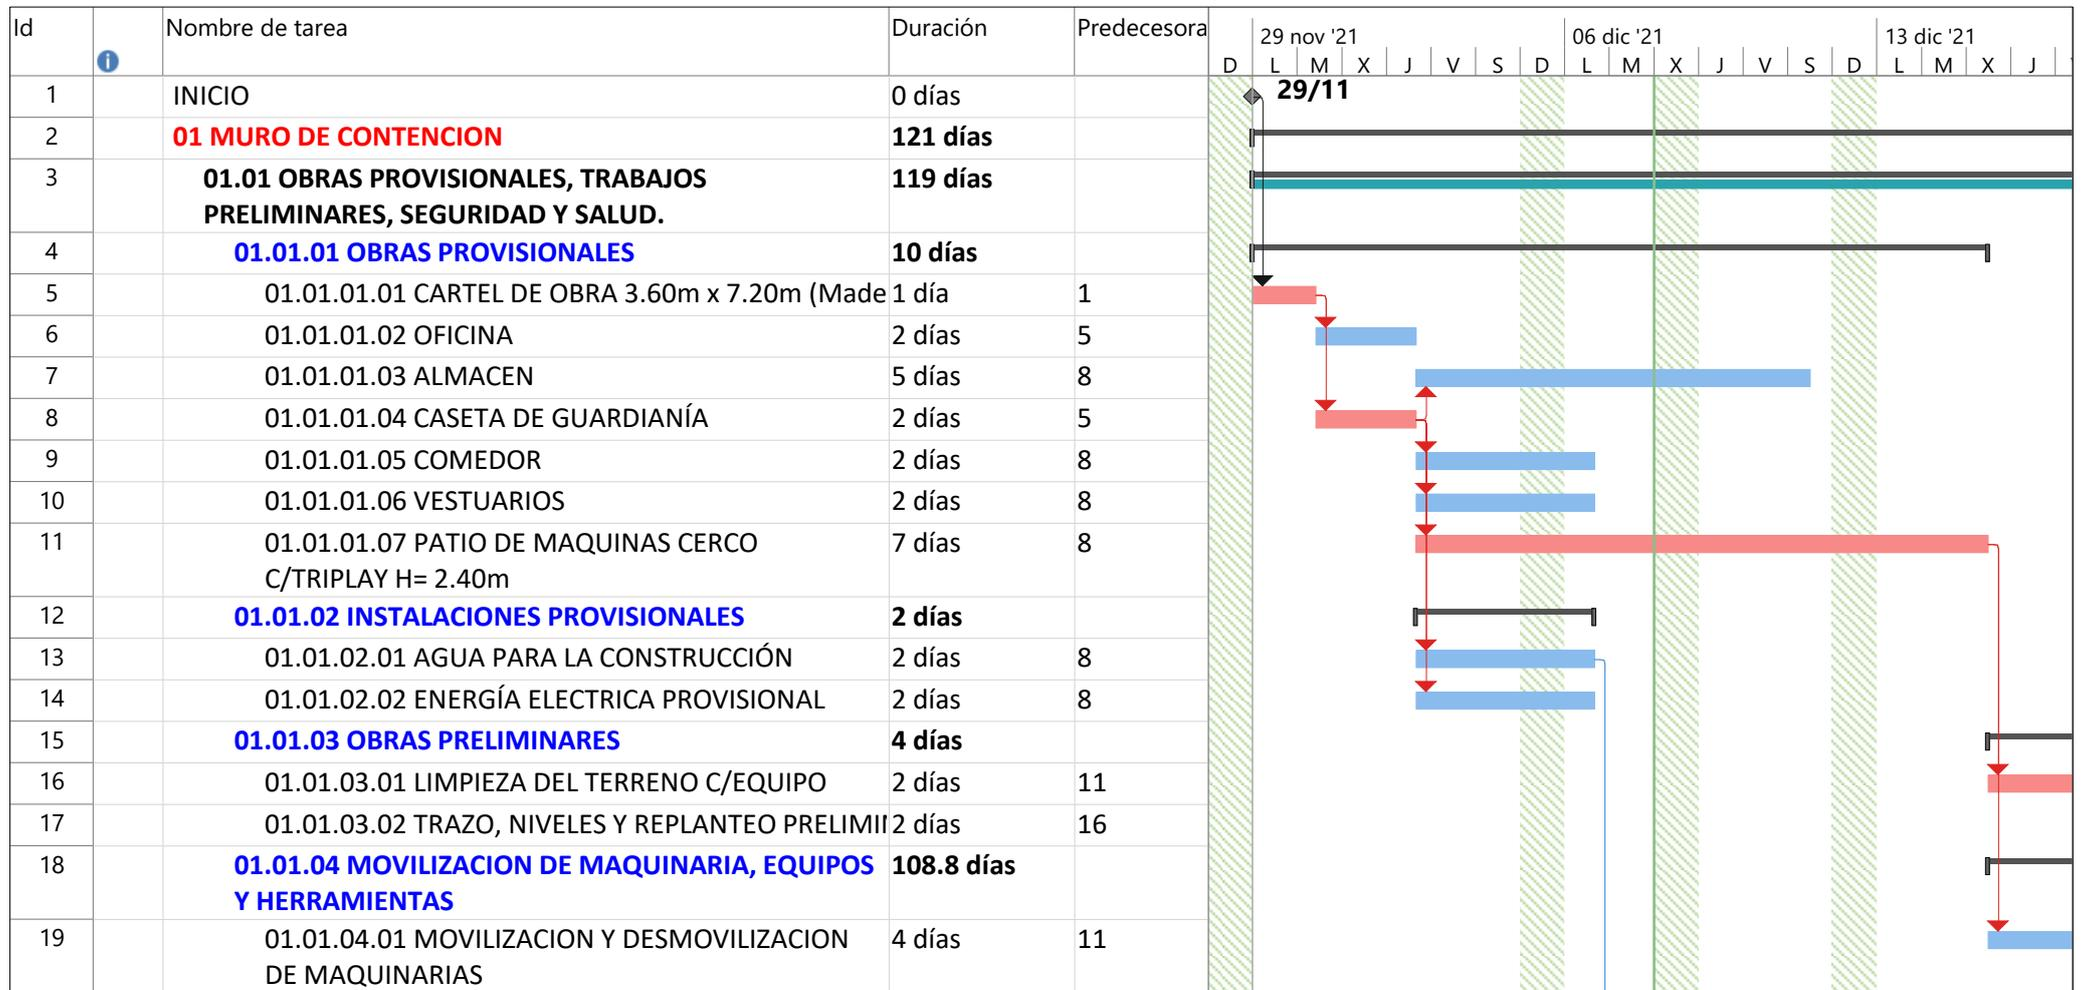 Id Nombre de tarea Duración Predecesora
29 nov '21 06 dic '21 13 dic '21
D L M X J V S D L M X J V S D L M X J
1 INICIO 0 días 29/11
2 01 MURO DE CONTENCION 121 días
3 01.01 OBRAS PROVISIONALES, TRABAJOS 119 días
PRELIMINARES, SEGURIDAD Y SALUD.
4 01.01.01 OBRAS PROVISIONALES 10 días
5 01.01.01.01 CARTEL DE OBRA 3.60m x 7.20m (Made 1 día 1
6 01.01.01.02 OFICINA 2 días 5
7 01.01.01.03 ALMACEN 5 días 8
8 01.01.01.04 CASETA DE GUARDIANÍA 2 días 5
9 01.01.01.05 COMEDOR 2 días 8
10 01.01.01.06 VESTUARIOS 2 días 8
11 01.01.01.07 PATIO DE MAQUINAS CERCO 7 días 8
C/TRIPLAY H= 2.40m
12 01.01.02 INSTALACIONES PROVISIONALES 2 días
13 01.01.02.01 AGUA PARA LA CONSTRUCCIÓN 2 días 8
14 01.01.02.02 ENERGÍA ELECTRICA PROVISIONAL 2 días 8
15 01.01.03 OBRAS PRELIMINARES 4 días
16 01.01.03.01 LIMPIEZA DEL TERRENO C/EQUIPO 2 días 11
17 01.01.03.02 TRAZO, NIVELES Y REPLANTEO PRELIMIN 2 días 16
18 01.01.04 MOVILIZACION DE MAQUINARIA, EQUIPOS 108.8 días
Y HERRAMIENTAS
19 01.01.04.01 MOVILIZACION Y DESMOVILIZACION 4 días 11
DE MAQUINARIAS